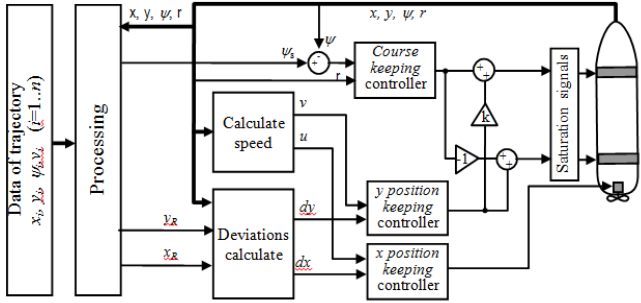 Data of trajectory
xᵢ, yᵢ, ψᵢ,vᵢ (i=1..n)
Processing
x, y, ψ, r
x, y, ψ, r
ψ
ψs
+ -
r
Course
keeping
controller
+ +
k
-1
+ +
Saturation signals
Calculate
speed
v
u
yR
xR
Deviations
calculate
dy
dx
y position
keeping
controller
x position
keeping
controller